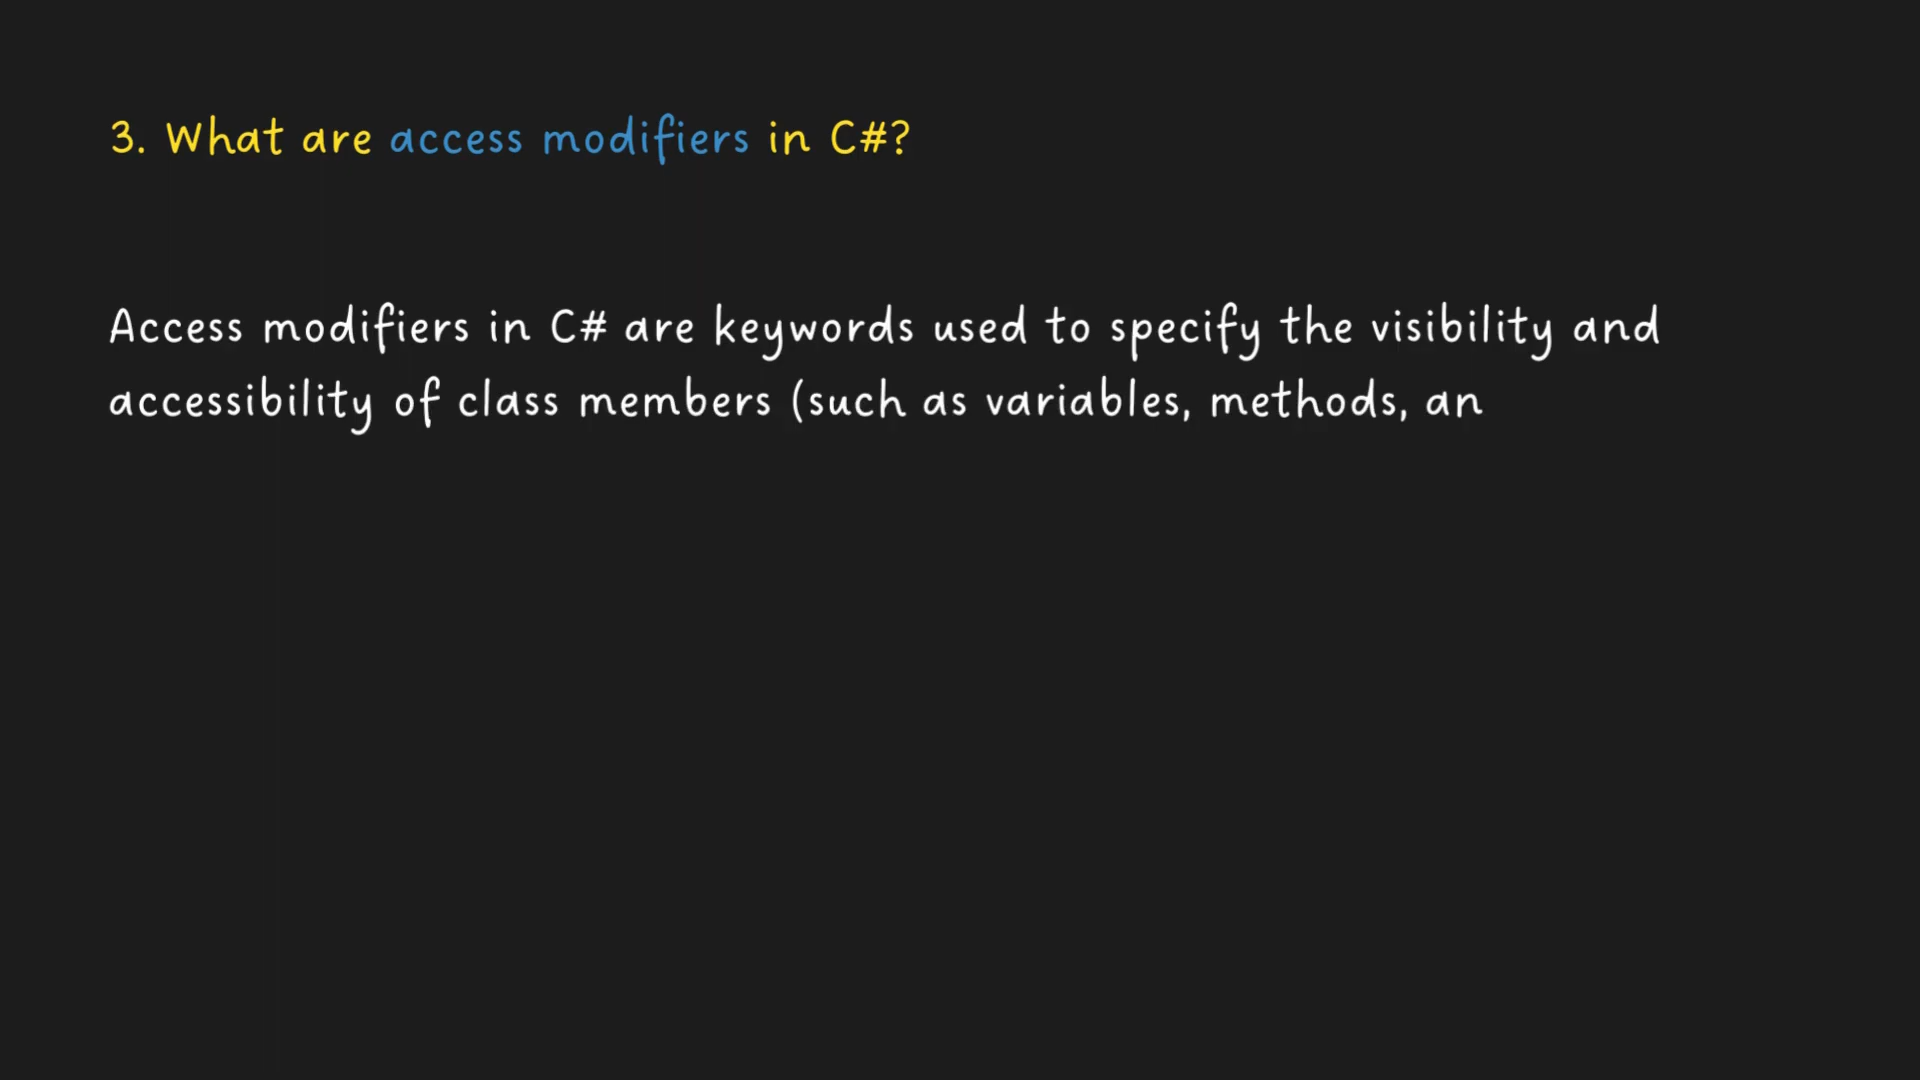 3. What are access modifiers in C#?
Access modifiers in C# are keywords used to specify the visibility and
accessibility of class members (such as variables, methods, an